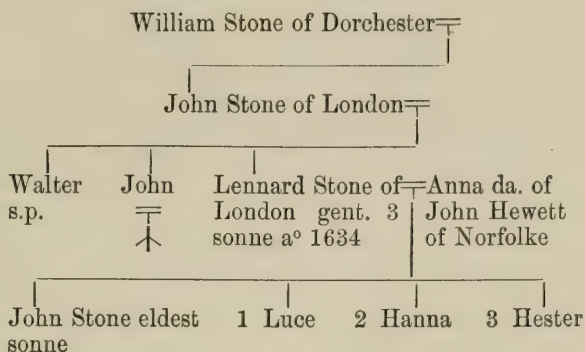 William Stone of Dorchester
John Stone of London
Walter John Lennard Stone of Anna da. of
s.p. London gent. 3 John Hewett
sonne aº 1634 of Norfolke
John Stone eldest 1 Luce 2 Hanna 3 Hester
sonne